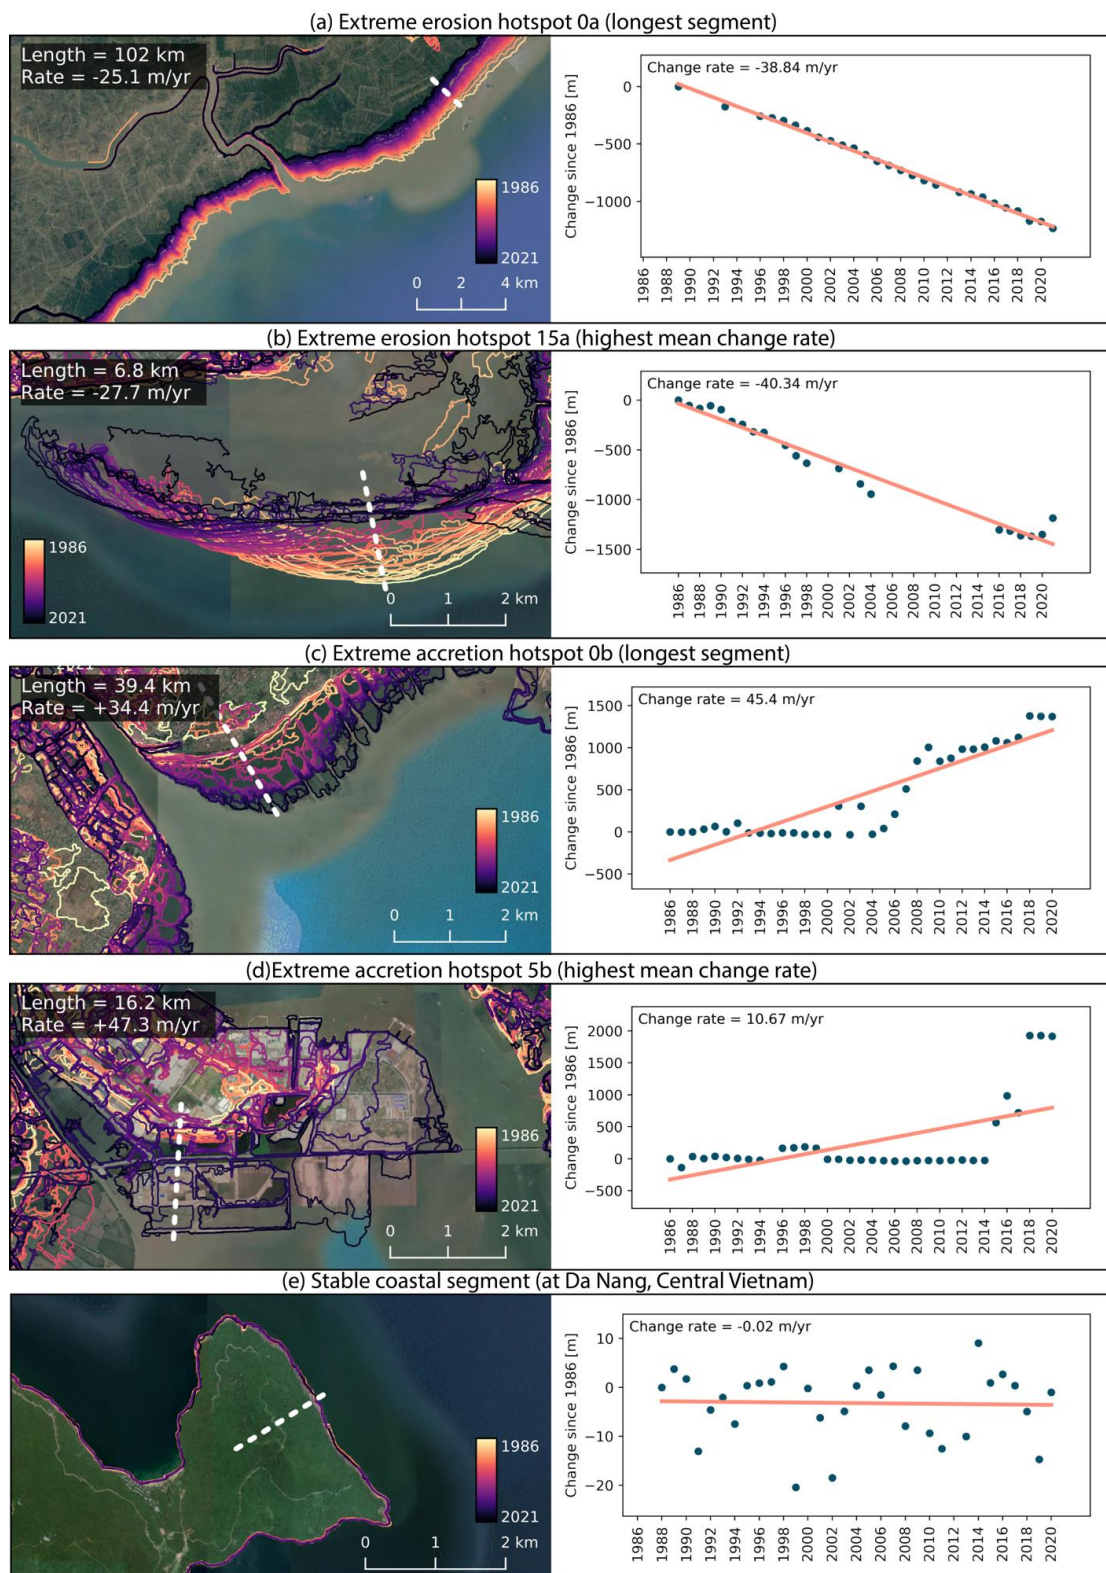 (a) Extreme erosion hotspot 0a (longest segment)
Length = 102 km
Rate = -25.1 m/yr
1986
2021
0 2 4 km
Change rate = -38.84 m/yr
Change since 1986 [m]
0
−500
−1000
1986 1988 1990 1992 1994 1996 1998 2000 2002 2004 2006 2008 2010 2012 2014 2016 2018 2020
(b) Extreme erosion hotspot 15a (highest mean change rate)
Length = 6.8 km
Rate = -27.7 m/yr
1986
2021
0 1 2 km
Change rate = -40.34 m/yr
Change since 1986 [m]
0
−500
−1000
−1500
1986 1988 1990 1992 1994 1996 1998 2000 2002 2004 2006 2008 2010 2012 2014 2016 2018 2020
(c) Extreme accretion hotspot 0b (longest segment)
Length = 39.4 km
Rate = +34.4 m/yr
1986
2021
0 1 2 km
Change rate = 45.4 m/yr
Change since 1986 [m]
1500
1000
500
0
−500
1986 1988 1990 1992 1994 1996 1998 2000 2002 2004 2006 2008 2010 2012 2014 2016 2018 2020
(d)Extreme accretion hotspot 5b (highest mean change rate)
Length = 16.2 km
Rate = +47.3 m/yr
1986
2021
0 1 2 km
Change rate = 10.67 m/yr
Change since 1986 [m]
2000
1500
1000
500
0
−500
1986 1988 1990 1992 1994 1996 1998 2000 2002 2004 2006 2008 2010 2012 2014 2016 2018 2020
(e) Stable coastal segment (at Da Nang, Central Vietnam)
1986
2021
0 1 2 km
Change rate = -0.02 m/yr
Change since 1986 [m]
10
0
−10
−20
1986 1988 1990 1992 1994 1996 1998 2000 2002 2004 2006 2008 2010 2012 2014 2016 2018 2020